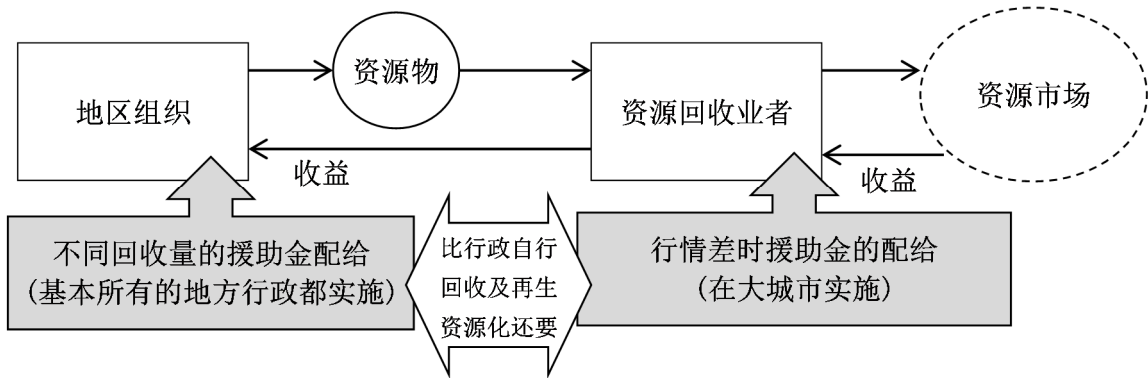 地区组织
资源物
资源回收业者
资源市场
收益
收益
不同回收量的援助金配给
(基本所有的地方行政都实施)
比行政自行
回收及再生
资源化还要
行情差时援助金的配给
(在大城市实施)